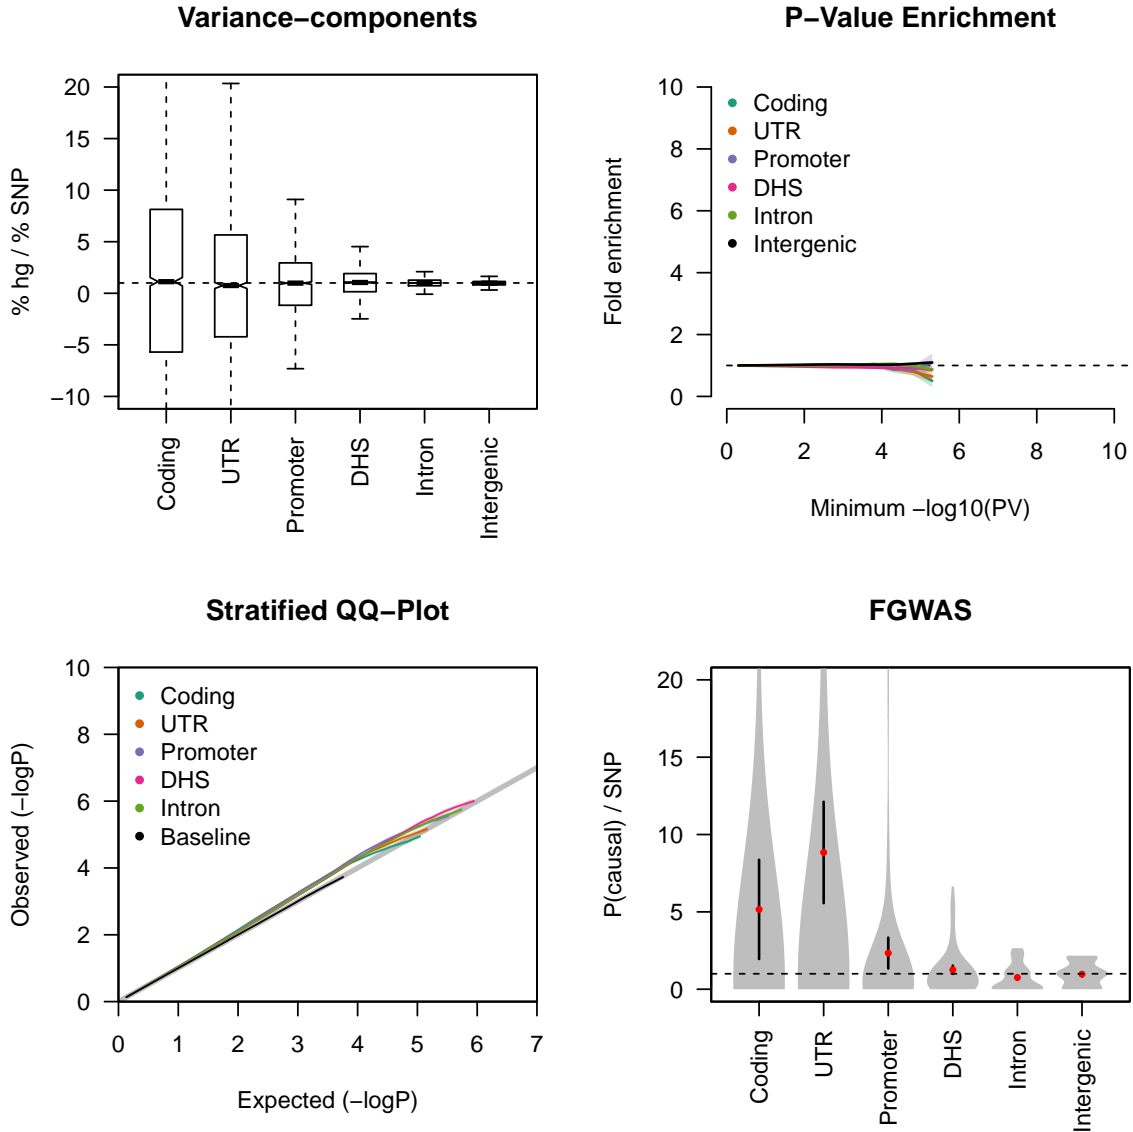 Variance−components
20
15
10
5
0
−5
−10
% hg / % SNP
Coding
UTR
Promoter
DHS
Intron
Intergenic
P−Value Enrichment
10
8
6
4
2
0
Fold enrichment
Coding
UTR
Promoter
DHS
Intron
Intergenic
0 2 4 6 8 10
Minimum −log10(PV)
Stratified QQ−Plot
10
8
6
4
2
0
Observed (−logP)
Coding
UTR
Promoter
DHS
Intron
Baseline
0 1 2 3 4 5 6 7
Expected (−logP)
FGWAS
20
15
10
5
0
P(causal) / SNP
Coding
UTR
Promoter
DHS
Intron
Intergenic